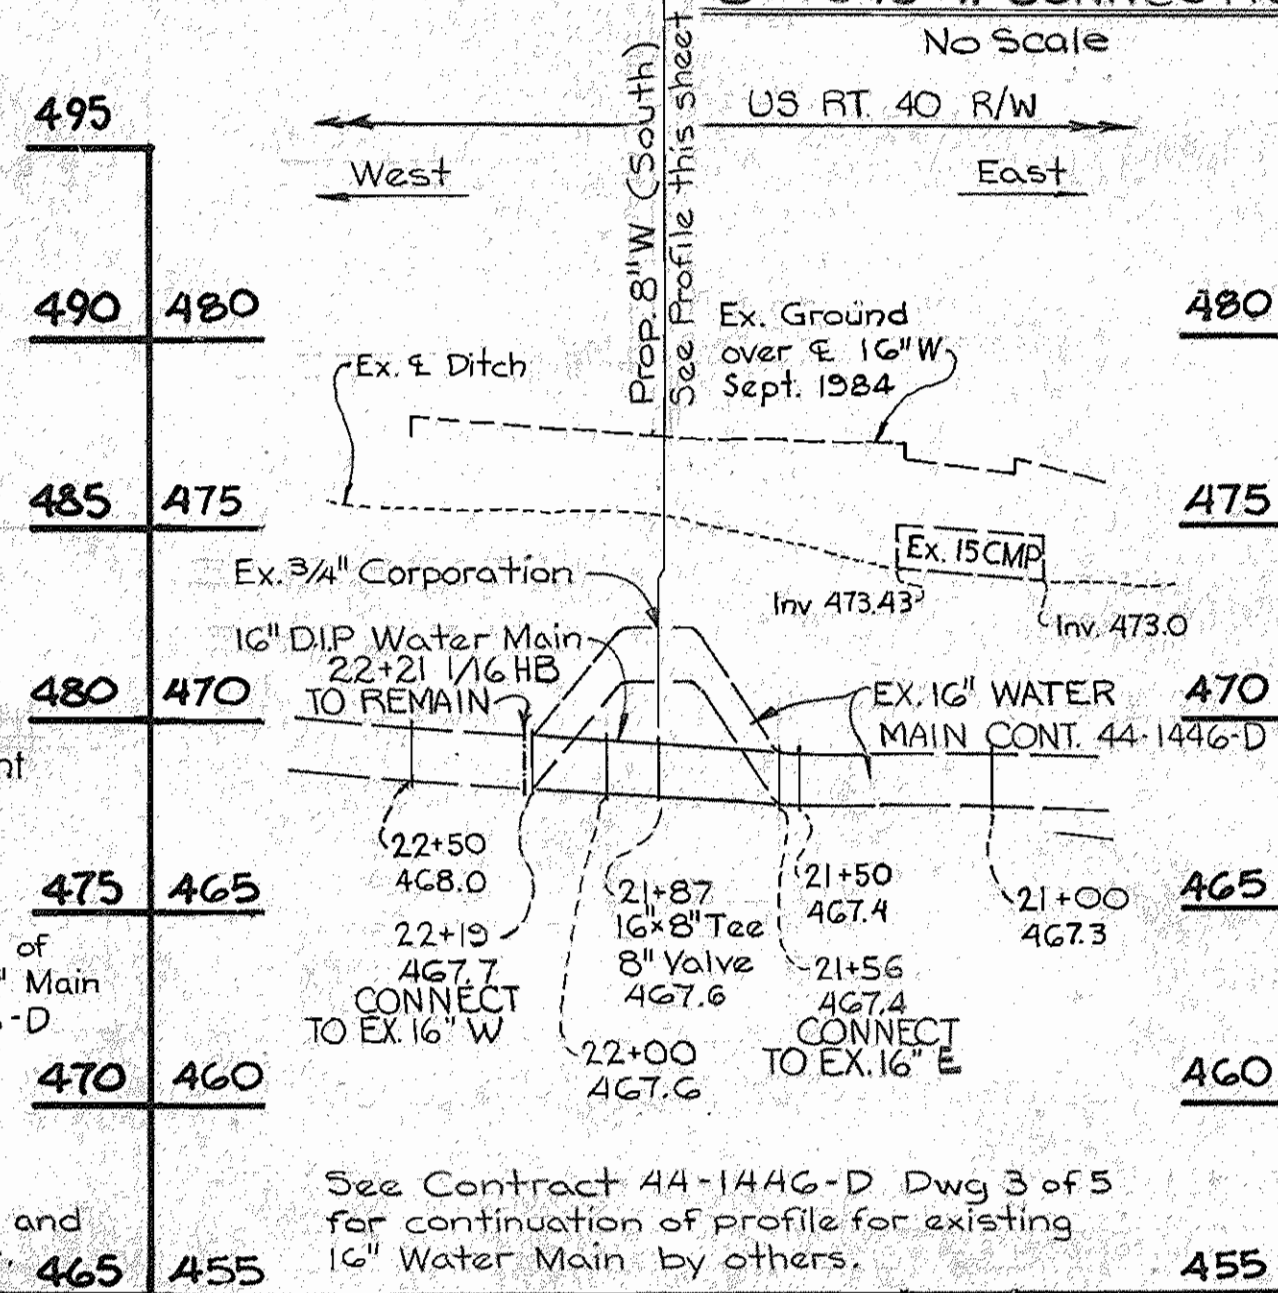 No Scale
US RT. 40 R/W
West
East
Prop. 8" W (South)
See Profile this sheet
495
490 480
485 475
480 470
475 465
470 460
465 455
480
475
470
465
460
455
Ex. ℄ Ditch
Ex. Ground
over ℄ 16" W
Sept. 1984
Ex. 3/4" Corporation
Ex. 15 CMP
Inv 473.43
Inv. 473.0
16" D.I.P Water Main
22+21 1/16 HB
TO REMAIN
EX. 16" WATER
MAIN CONT. 44-1446-D
22+50
468.0
22+19
467.7
CONNECT
TO EX. 16" W
21+87
16"x8" Tee
8" Valve
467.6
22+00
467.6
21+50
467.4
21+56
467.4
CONNECT
TO EX. 16" E
21+00
467.3
of
" Main
-D
and
See Contract 44-1446-D Dwg 3 of 5
for continuation of profile for existing
16" Water Main by others.